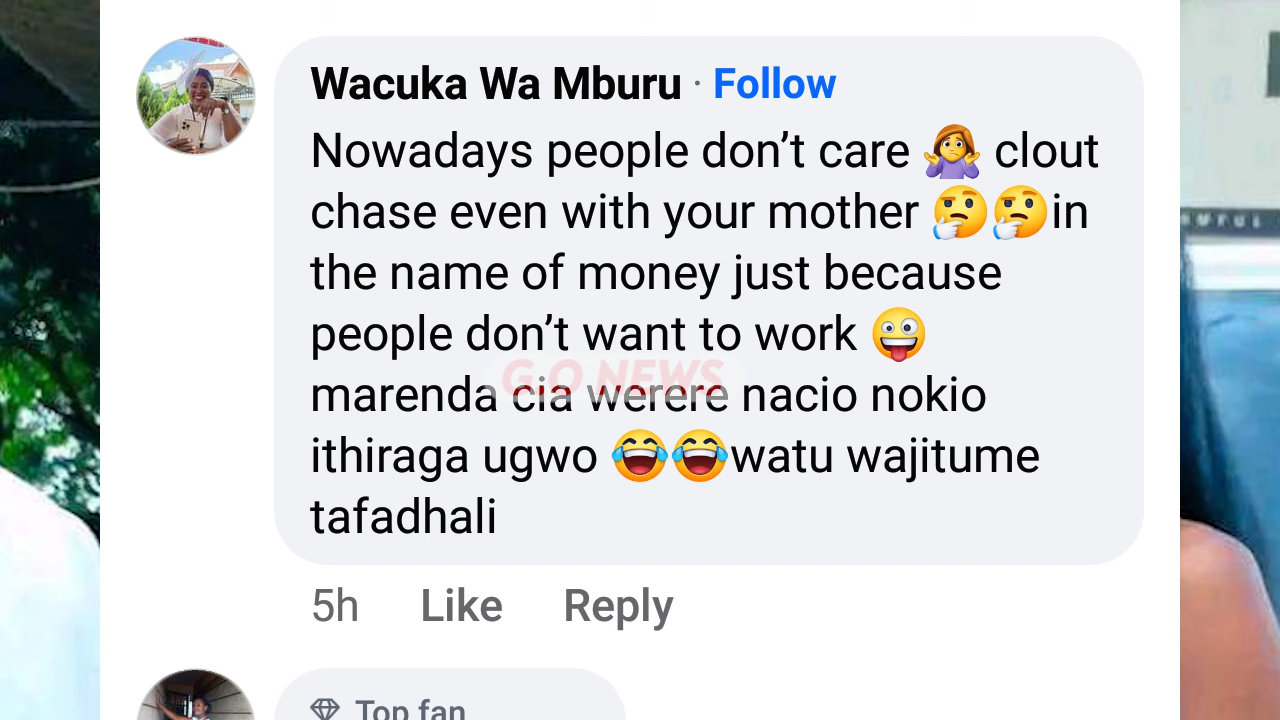 Wacuka Wa Mburu · Follow
Nowadays people don’t care 🤷‍♀️ clout
chase even with your mother 🤔🤔in
the name of money just because
people don’t want to work 🤪
marenda cia werere nacio nokio
ithiraga ugwo 😂😂watu wajitume
tafadhali
G.O NEWS
5h Like Reply
Top fan